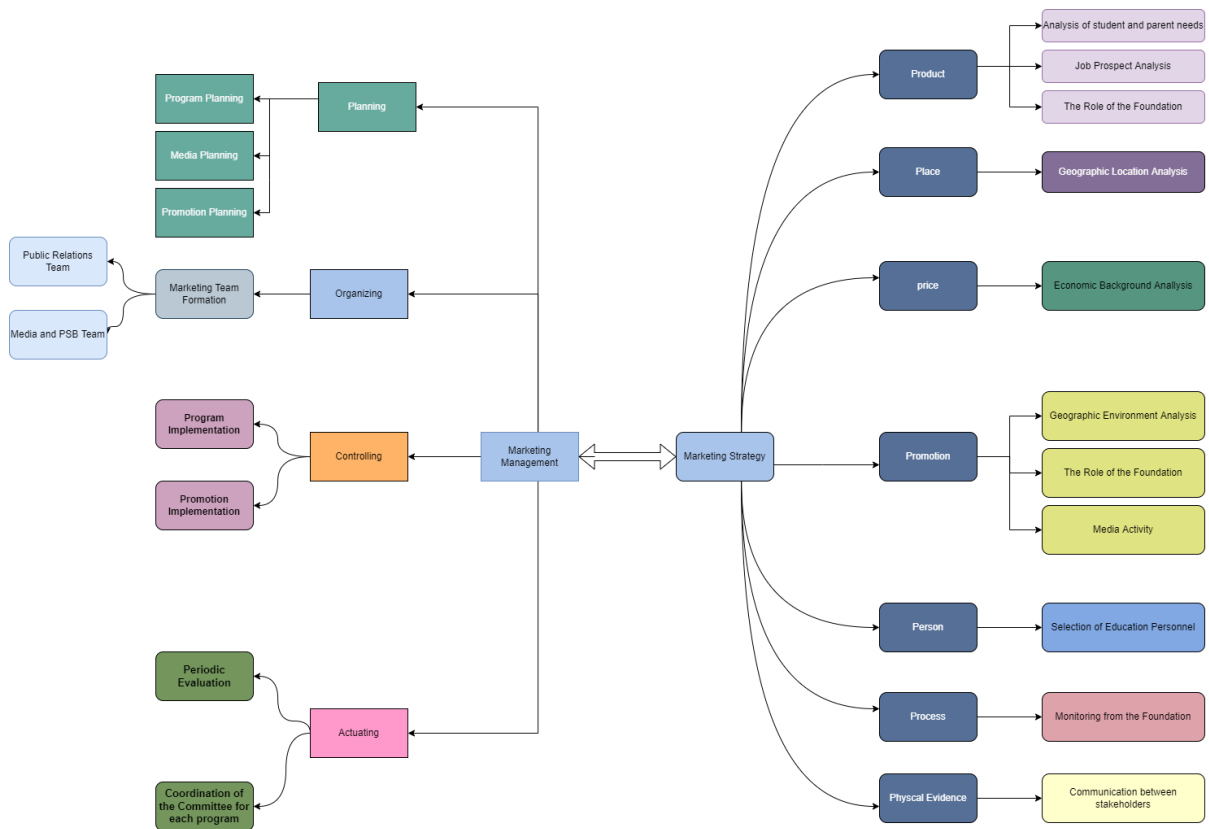 Planning
Program Planning
Media Planning
Promotion Planning
Public Relations
Team
Media and PSB Team
Marketing Team
Formation
Organizing
Program
Implementation
Promotion
Implementation
Controlling
Marketing
Management
Periodic
Evaluation
Coordination of
the Committee for
each program
Actuating
Marketing Strategy
Product
Analysis of student and parent needs
Job Prospect Analysis
The Role of the Foundation
Place
Geographic Location Analysis
price
Economic Background Anallysis
Promotion
Geographic Environment Analysis
The Role of the Foundation
Media Activity
Person
Selection of Education Personnel
Process
Monitoring from the Foundation
Physcal Evidence
Communication between
stakeholders